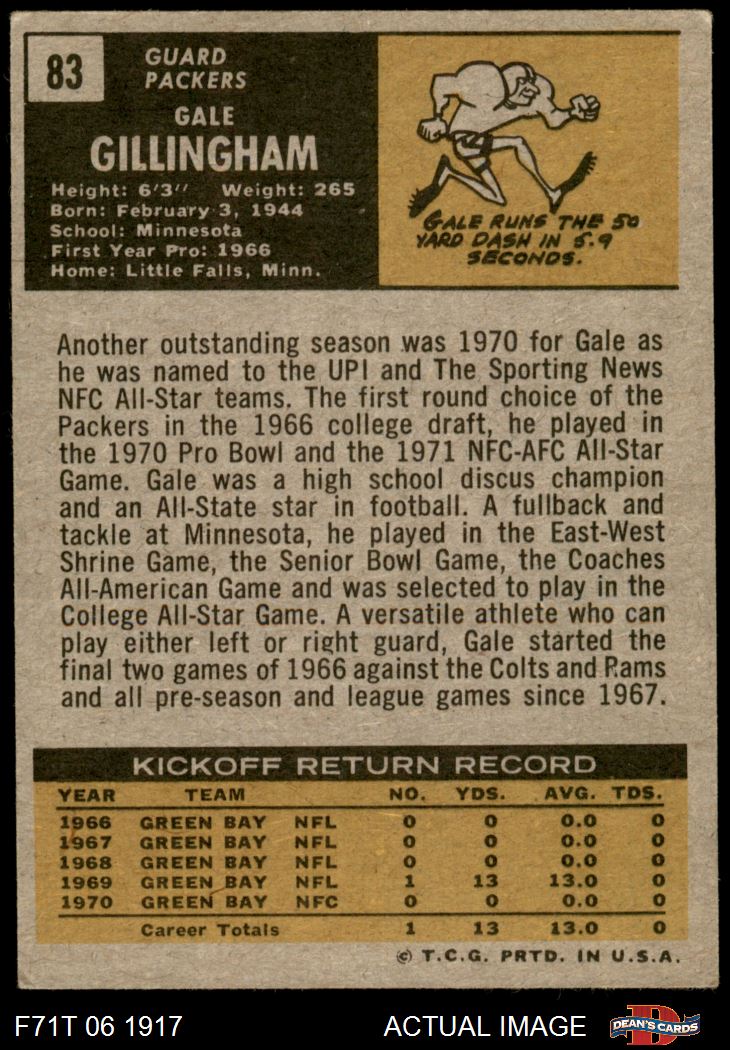 83
GUARD
PACKERS
GALE
GILLINGHAM
Height: 6'3" Weight: 265
Born: February 3, 1944
School: Minnesota
First Year Pro: 1966
Home: Little Falls, Minn.
GALE RUNS THE 50
YARD DASH IN 5.9
SECONDS.
Another outstanding season was 1970 for Gale as
he was named to the UPI and The Sporting News
NFC All-Star teams. The first round choice of the
Packers in the 1966 college draft, he played in
the 1970 Pro Bowl and the 1971 NFC-AFC All-Star
Game. Gale was a high school discus champion
and an All-State star in football. A fullback and
tackle at Minnesota, he played in the East-West
Shrine Game, the Senior Bowl Game, the Coaches
All-American Game and was selected to play in the
College All-Star Game. A versatile athlete who can
play either left or right guard, Gale started the
final two games of 1966 against the Colts and Rams
and all pre-season and league games since 1967.
KICKOFF RETURN RECORD
YEAR TEAM NO. YDS. AVG. TDS.
1966 GREEN BAY NFL 0 0 0.0 0
1967 GREEN BAY NFL 0 0 0.0 0
1968 GREEN BAY NFL 0 0 0.0 0
1969 GREEN BAY NFL 1 13 13.0 0
1970 GREEN BAY NFC 0 0 0.0 0
Career Totals 1 13 13.0 0
© T.C.G. PRTD. IN U.S.A.
F71T 06 1917 ACTUAL IMAGE D DEAN'S CARDS